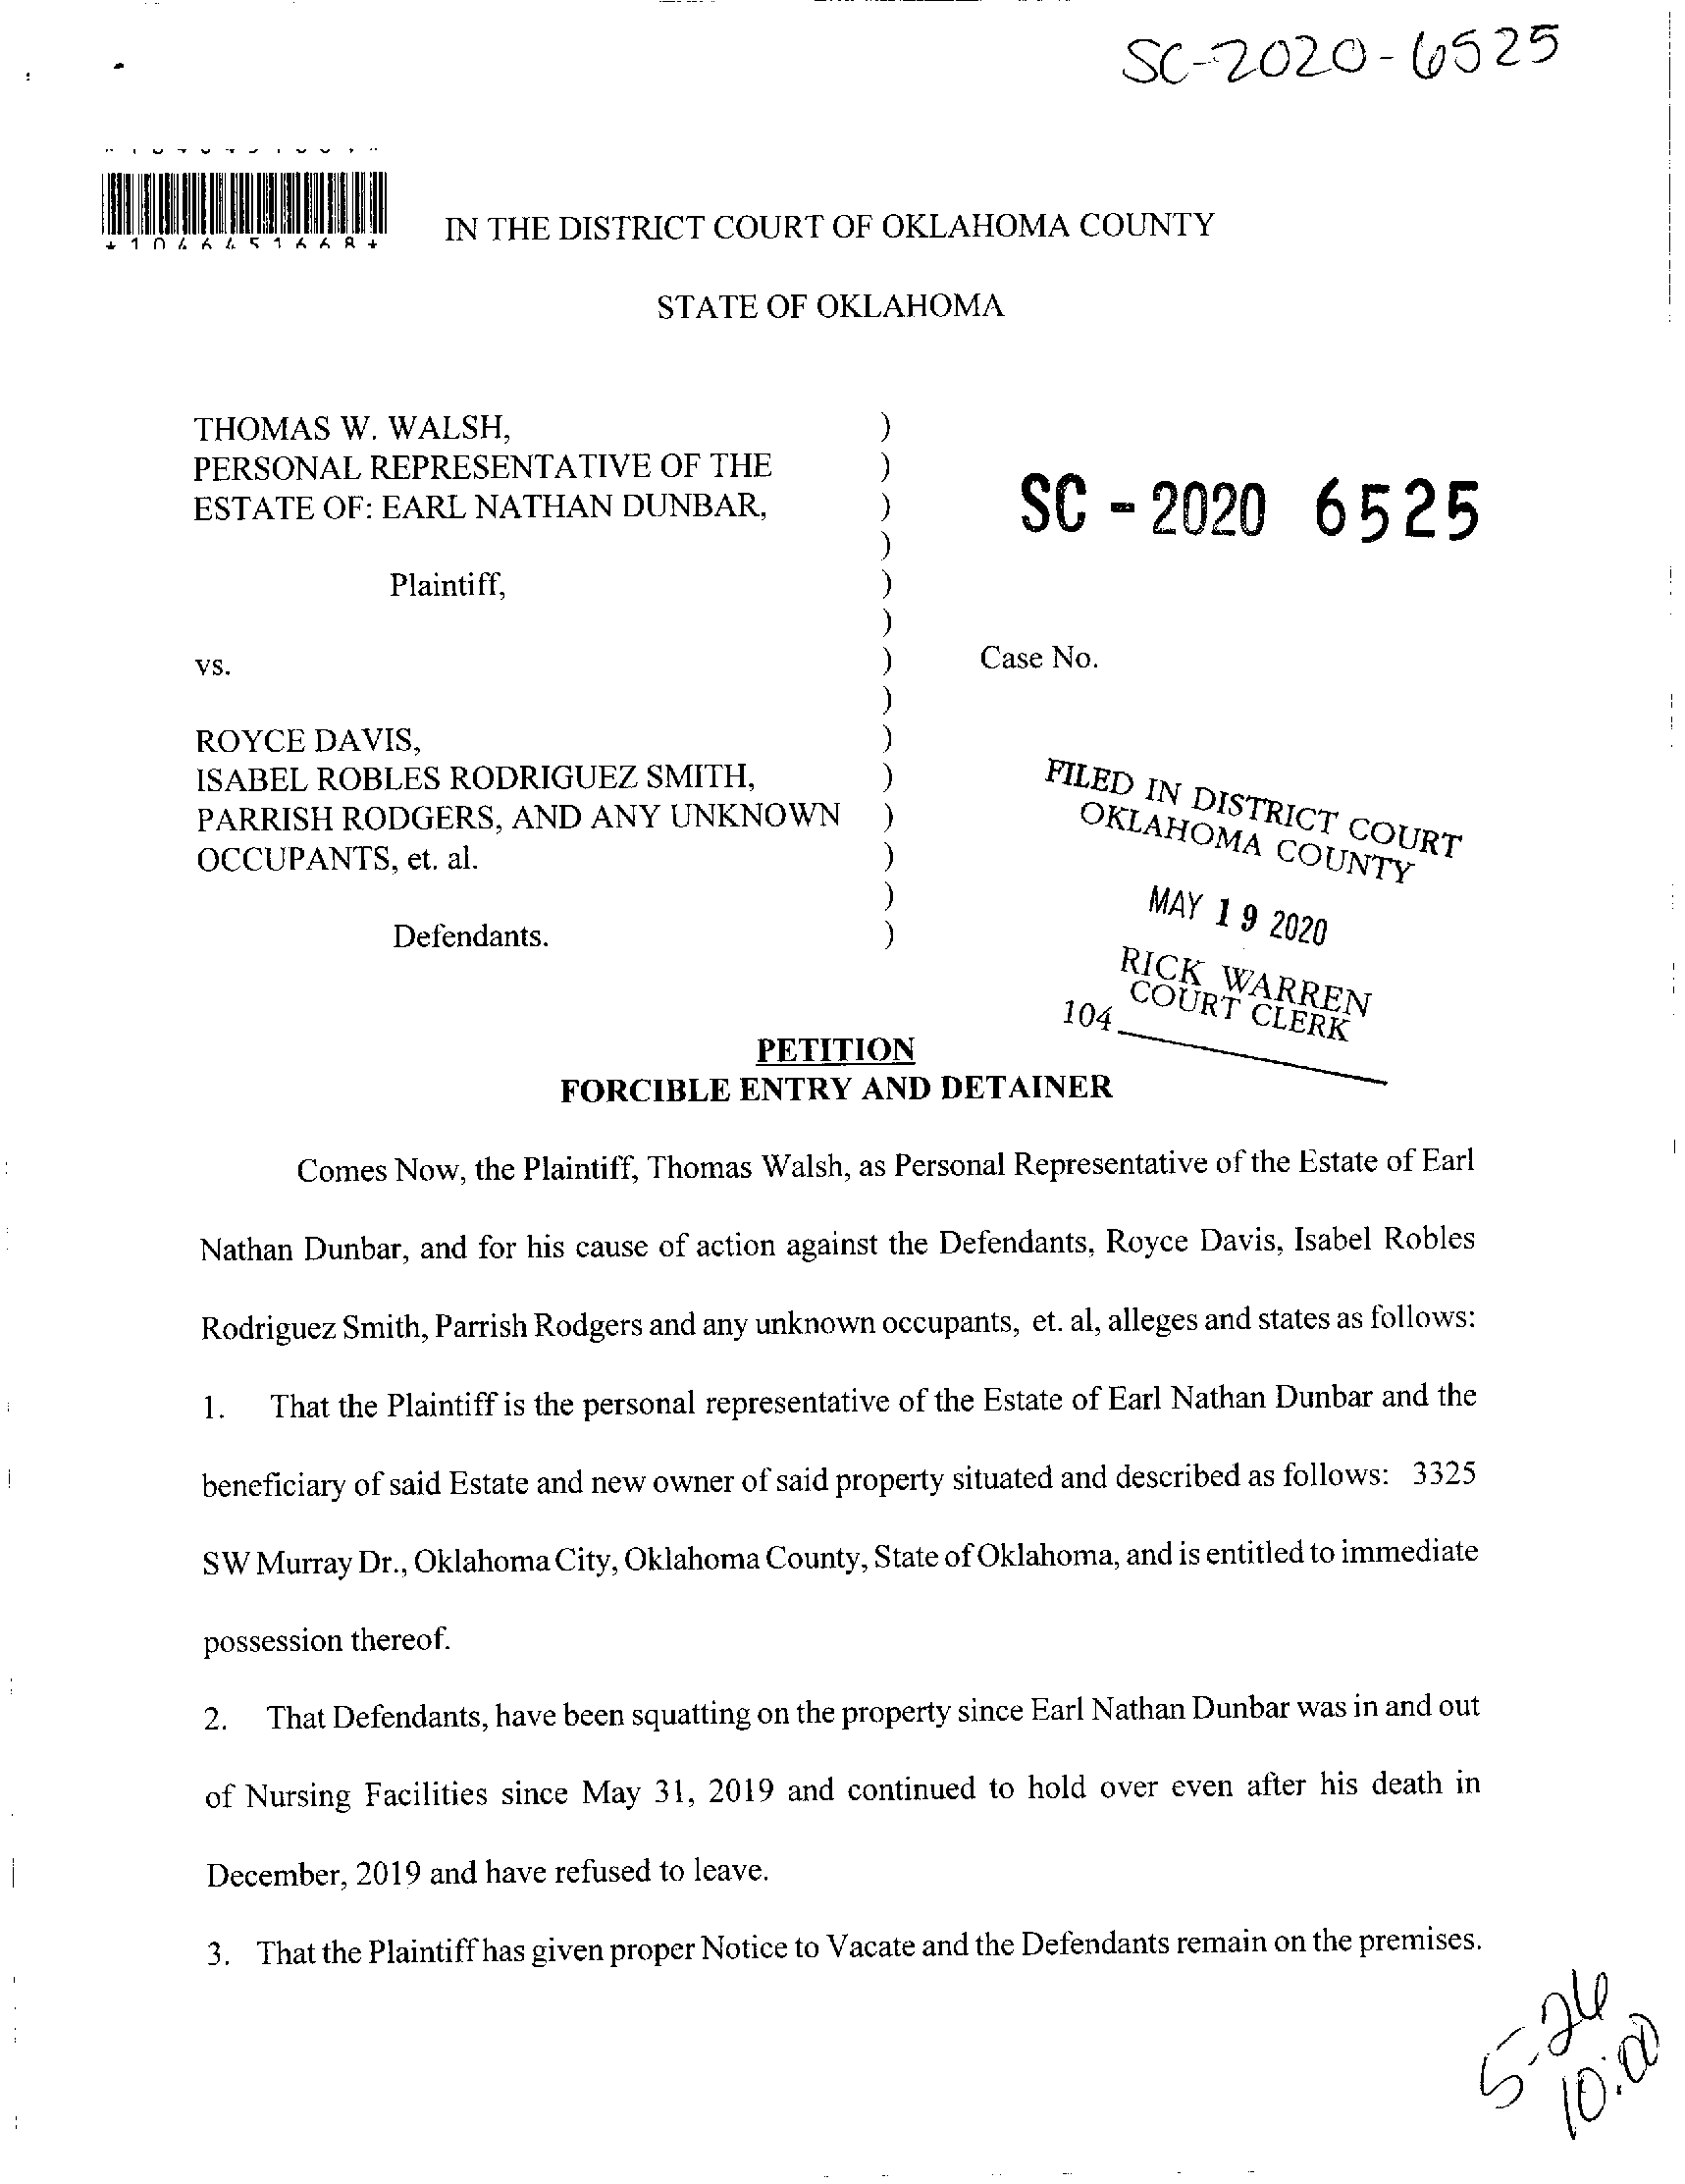 SC-2020-6525
IN THE DISTRICT COURT OF OKLAHOMA COUNTY
STATE OF OKLAHOMA
THOMAS W. WALSH, )
PERSONAL REPRESENTATIVE OF THE )
ESTATE OF: EARL NATHAN DUNBAR, )
SC - 2020 6525
)
Plaintiff, )
)
vs. ) Case No.
)
ROYCE DAVIS, )
ISABEL ROBLES RODRIGUEZ SMITH, )
PARRISH RODGERS, AND ANY UNKNOWN )
OCCUPANTS, et. al. )
)
Defendants. )
FILED IN DISTRICT COURT
OKLAHOMA COUNTY
MAY 19 2020
RICK WARREN
COURT CLERK
104
PETITION
FORCIBLE ENTRY AND DETAINER
Comes Now, the Plaintiff, Thomas Walsh, as Personal Representative of the Estate of Earl
Nathan Dunbar, and for his cause of action against the Defendants, Royce Davis, Isabel Robles
Rodriguez Smith, Parrish Rodgers and any unknown occupants, et. al, alleges and states as follows:
1. That the Plaintiff is the personal representative of the Estate of Earl Nathan Dunbar and the
beneficiary of said Estate and new owner of said property situated and described as follows: 3325
SW Murray Dr., Oklahoma City, Oklahoma County, State of Oklahoma, and is entitled to immediate
possession thereof.
2. That Defendants, have been squatting on the property since Earl Nathan Dunbar was in and out
of Nursing Facilities since May 31, 2019 and continued to hold over even after his death in
December, 2019 and have refused to leave.
3. That the Plaintiff has given proper Notice to Vacate and the Defendants remain on the premises.
5-26
10:00